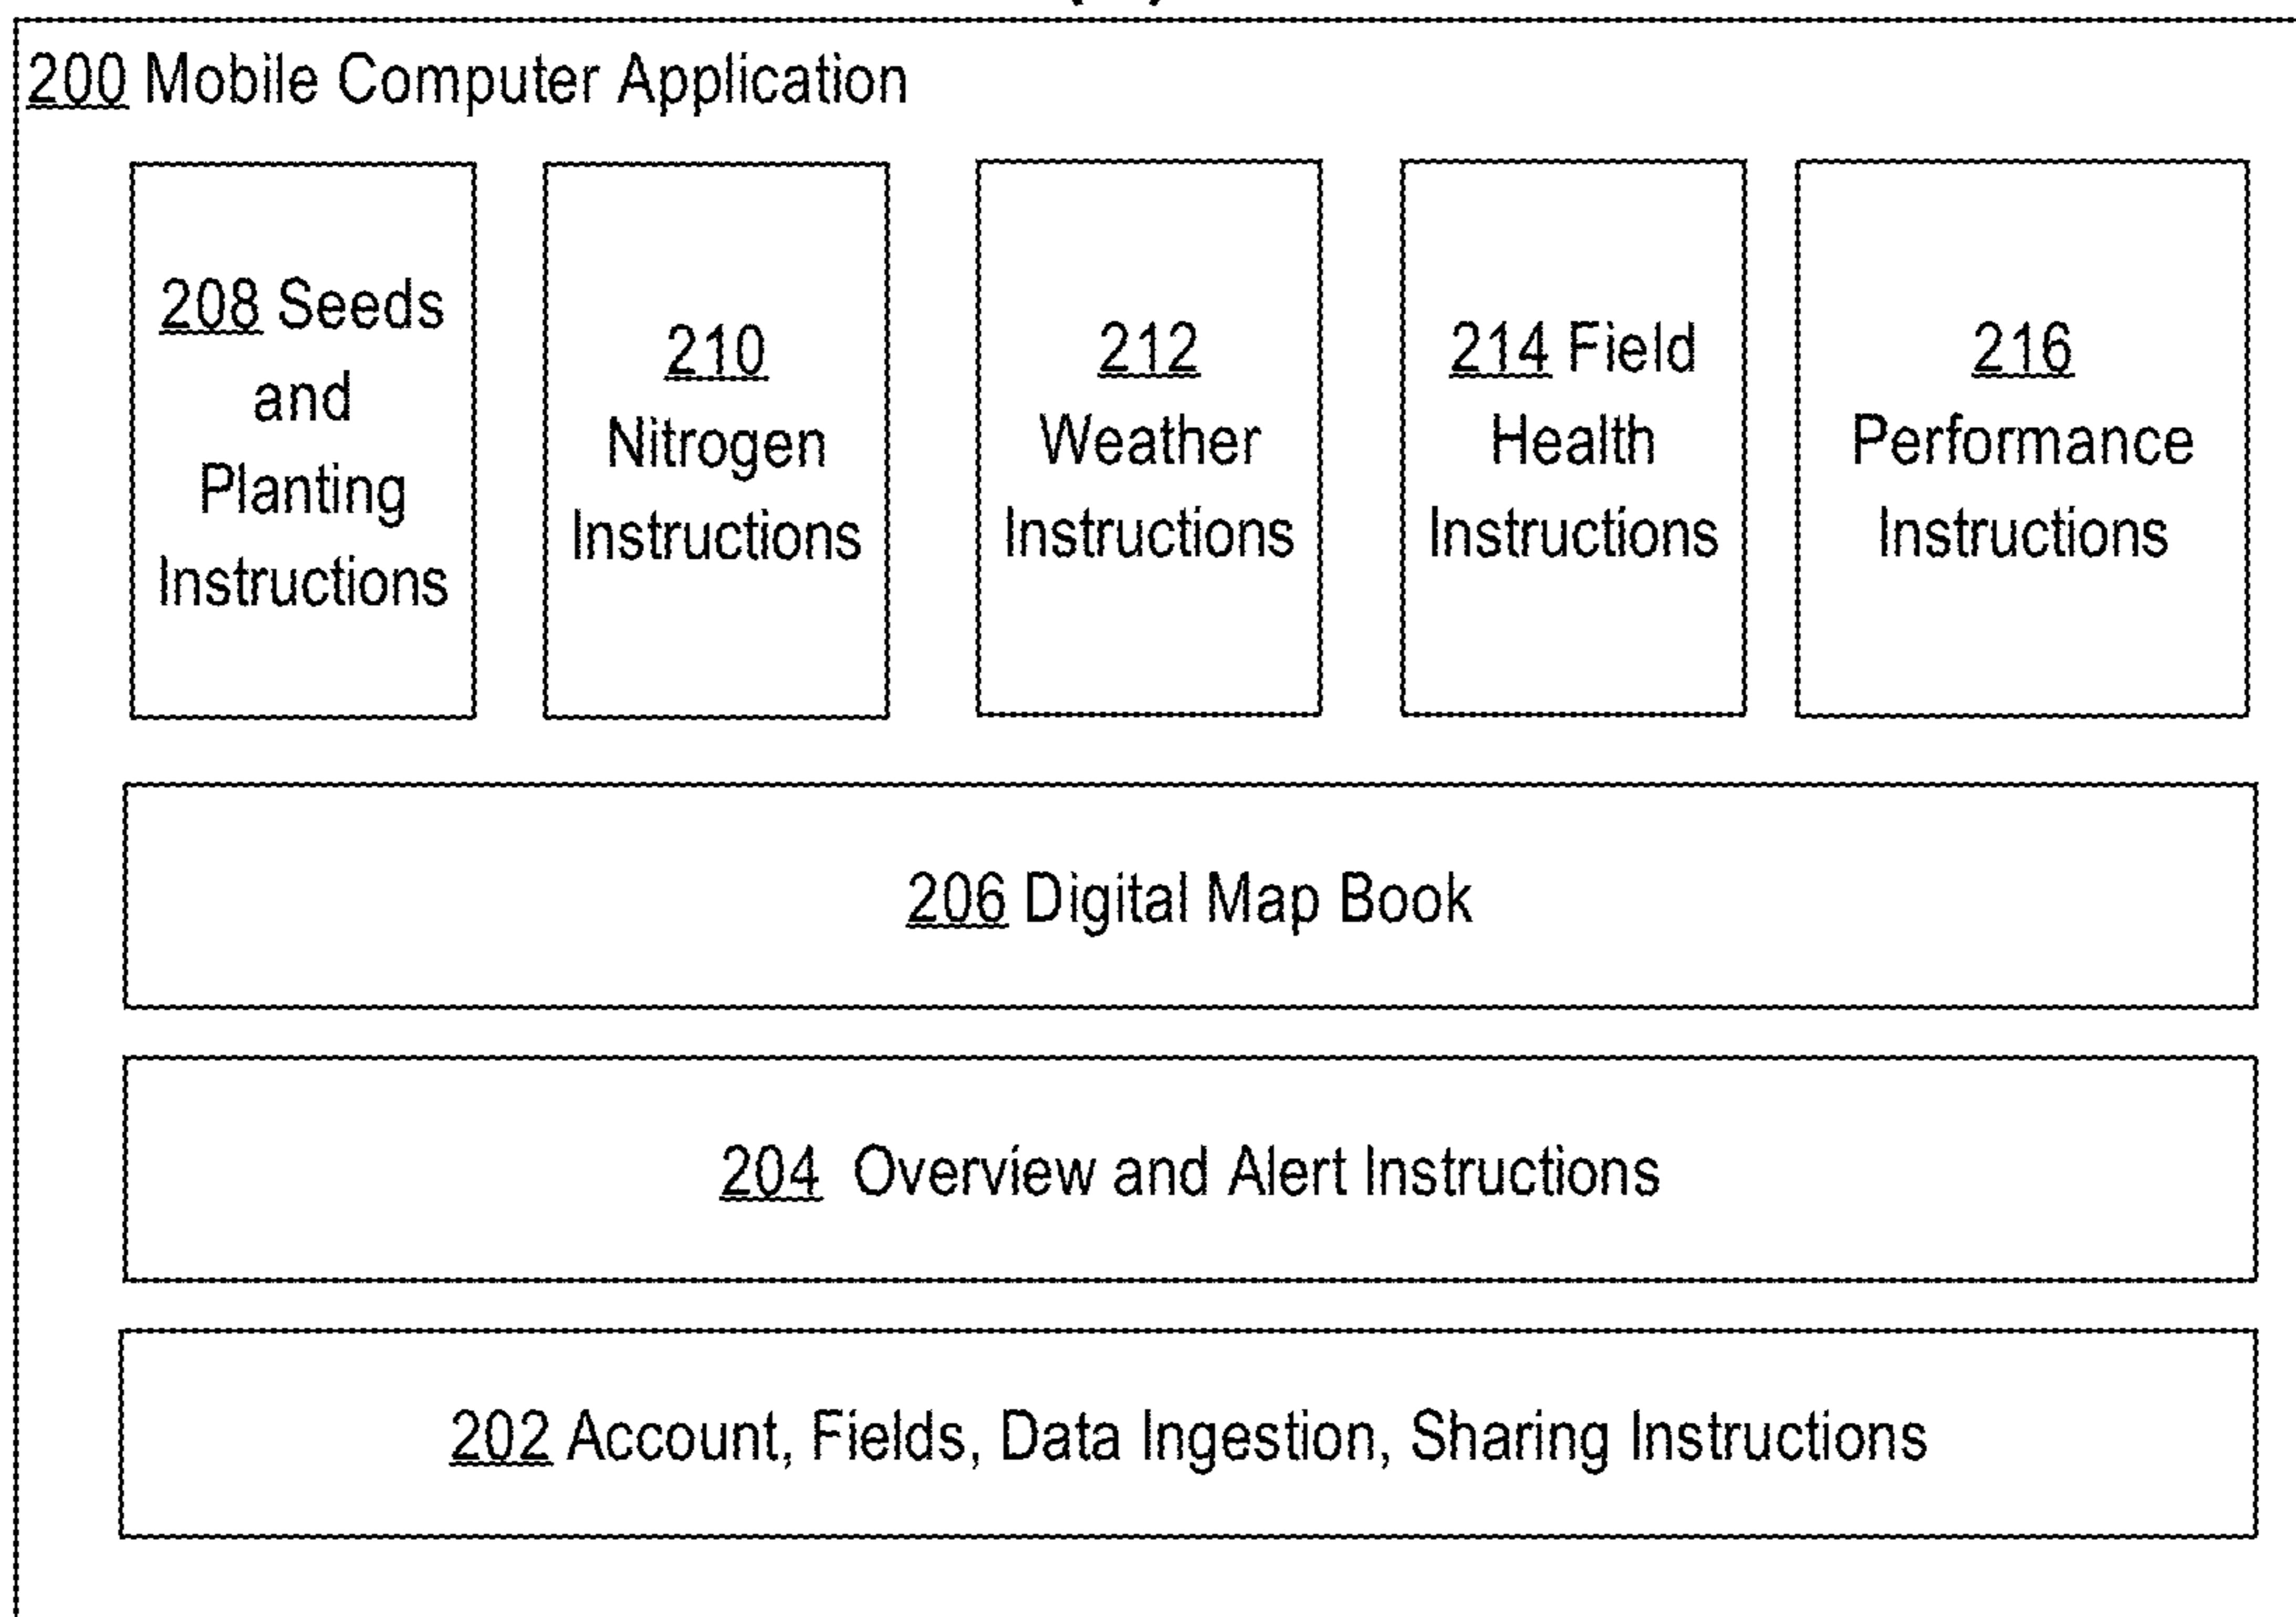 200 Mobile Computer Application
208 Seeds
and
Planting
Instructions
210
Nitrogen
Instructions
212
Weather
Instructions
214 Field
Health
Instructions
216
Performance
Instructions
206 Digital Map Book
204 Overview and Alert Instructions
202 Account, Fields, Data Ingestion, Sharing Instructions